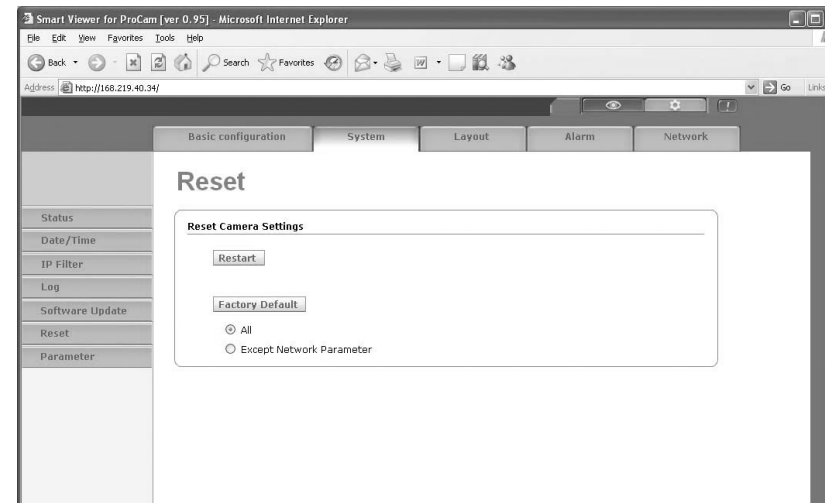 Smart Viewer for ProCam [ver 0.95] - Microsoft Internet Explorer
File Edit View Favorites Tools Help
Back Search Favorites
Address http://168.219.40.34/ Go Links
Basic configuration System Layout Alarm Network
Reset
Status
Date/Time
IP Filter
Log
Software Update
Reset
Parameter
Reset Camera Settings
Restart
Factory Default
All
Except Network Parameter